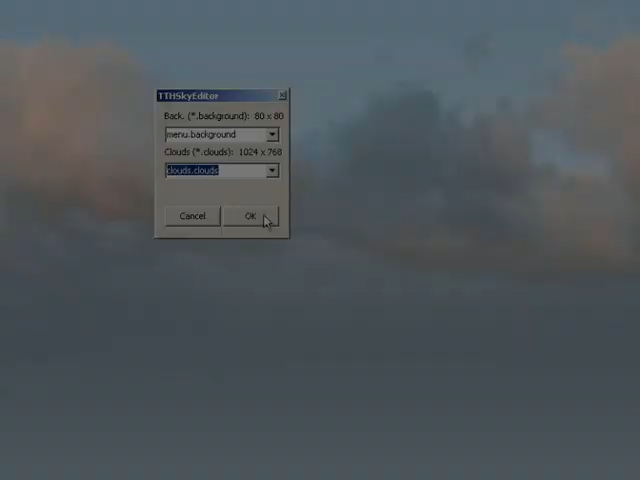 TTHSkyEditor
Back. (*.background): 80 x 80
menu.background
Clouds (*.clouds): 1024 x 768
clouds.clouds
Cancel OK